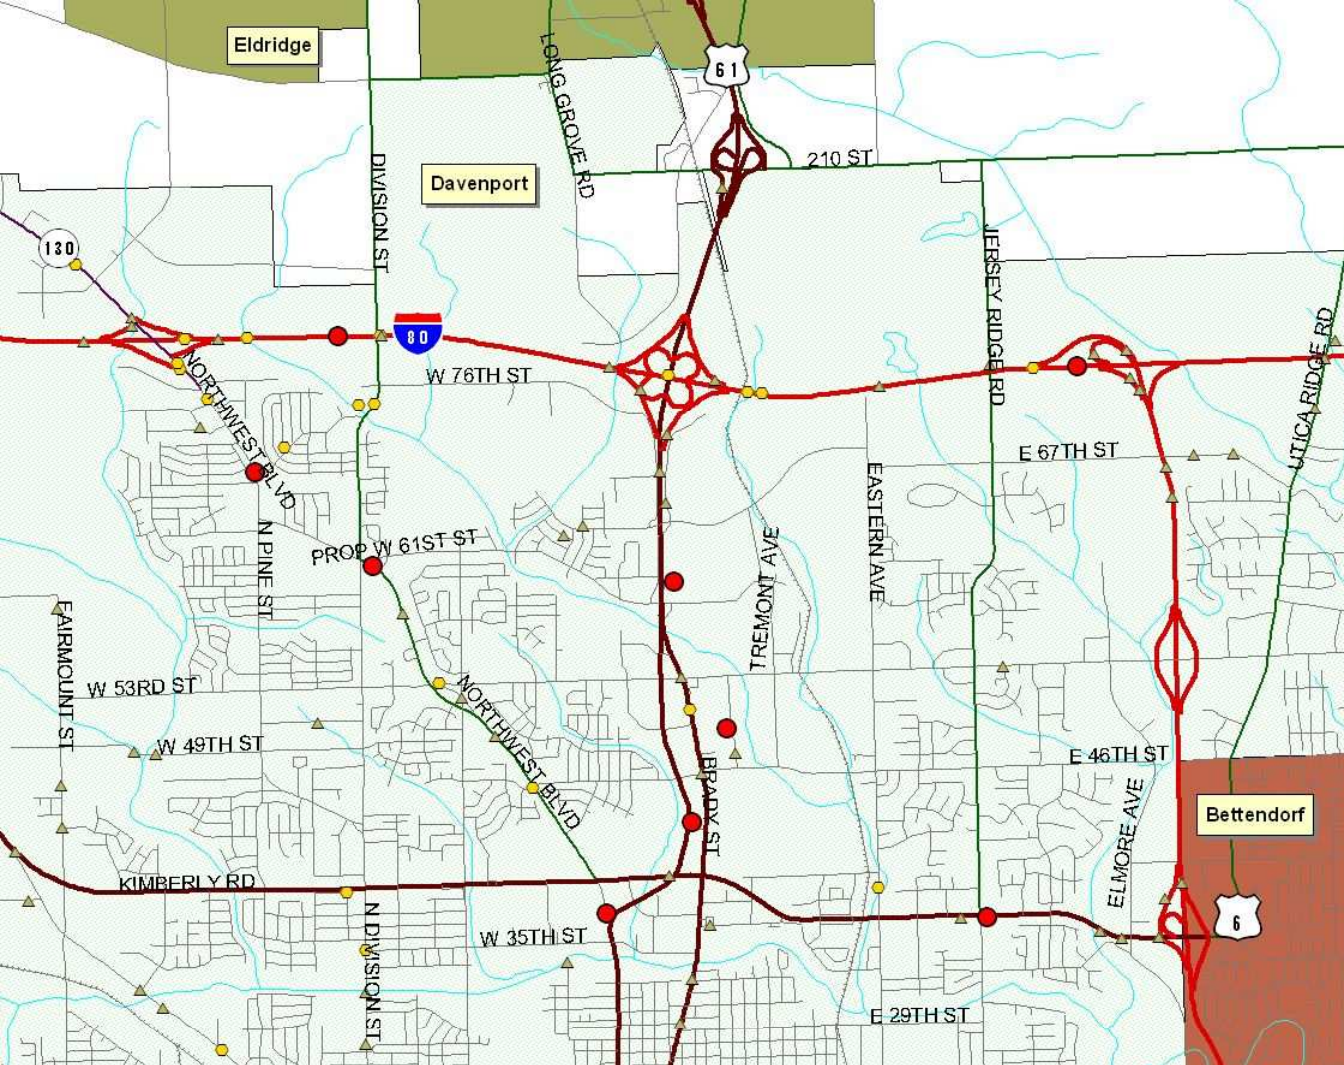 Eldridge
LONG GROVE RD
61
DIVISION ST
Davenport
210 ST
130
JERSEY RIDGE RD
80
UTICA RIDGE RD
W 76TH ST
NORTHWEST BLVD
E 67TH ST
EASTERN AVE
N PINE ST
PROP W 61ST ST
TREMONT AVE
FAIRMOUNT ST
W 53RD ST
NORTHWEST BLVD
W 49TH ST
BRADY ST
E 46TH ST
ELMORE AVE
Bettendorf
KIMBERLY RD
N DIVISION ST
W 35TH ST
6
E 29TH ST